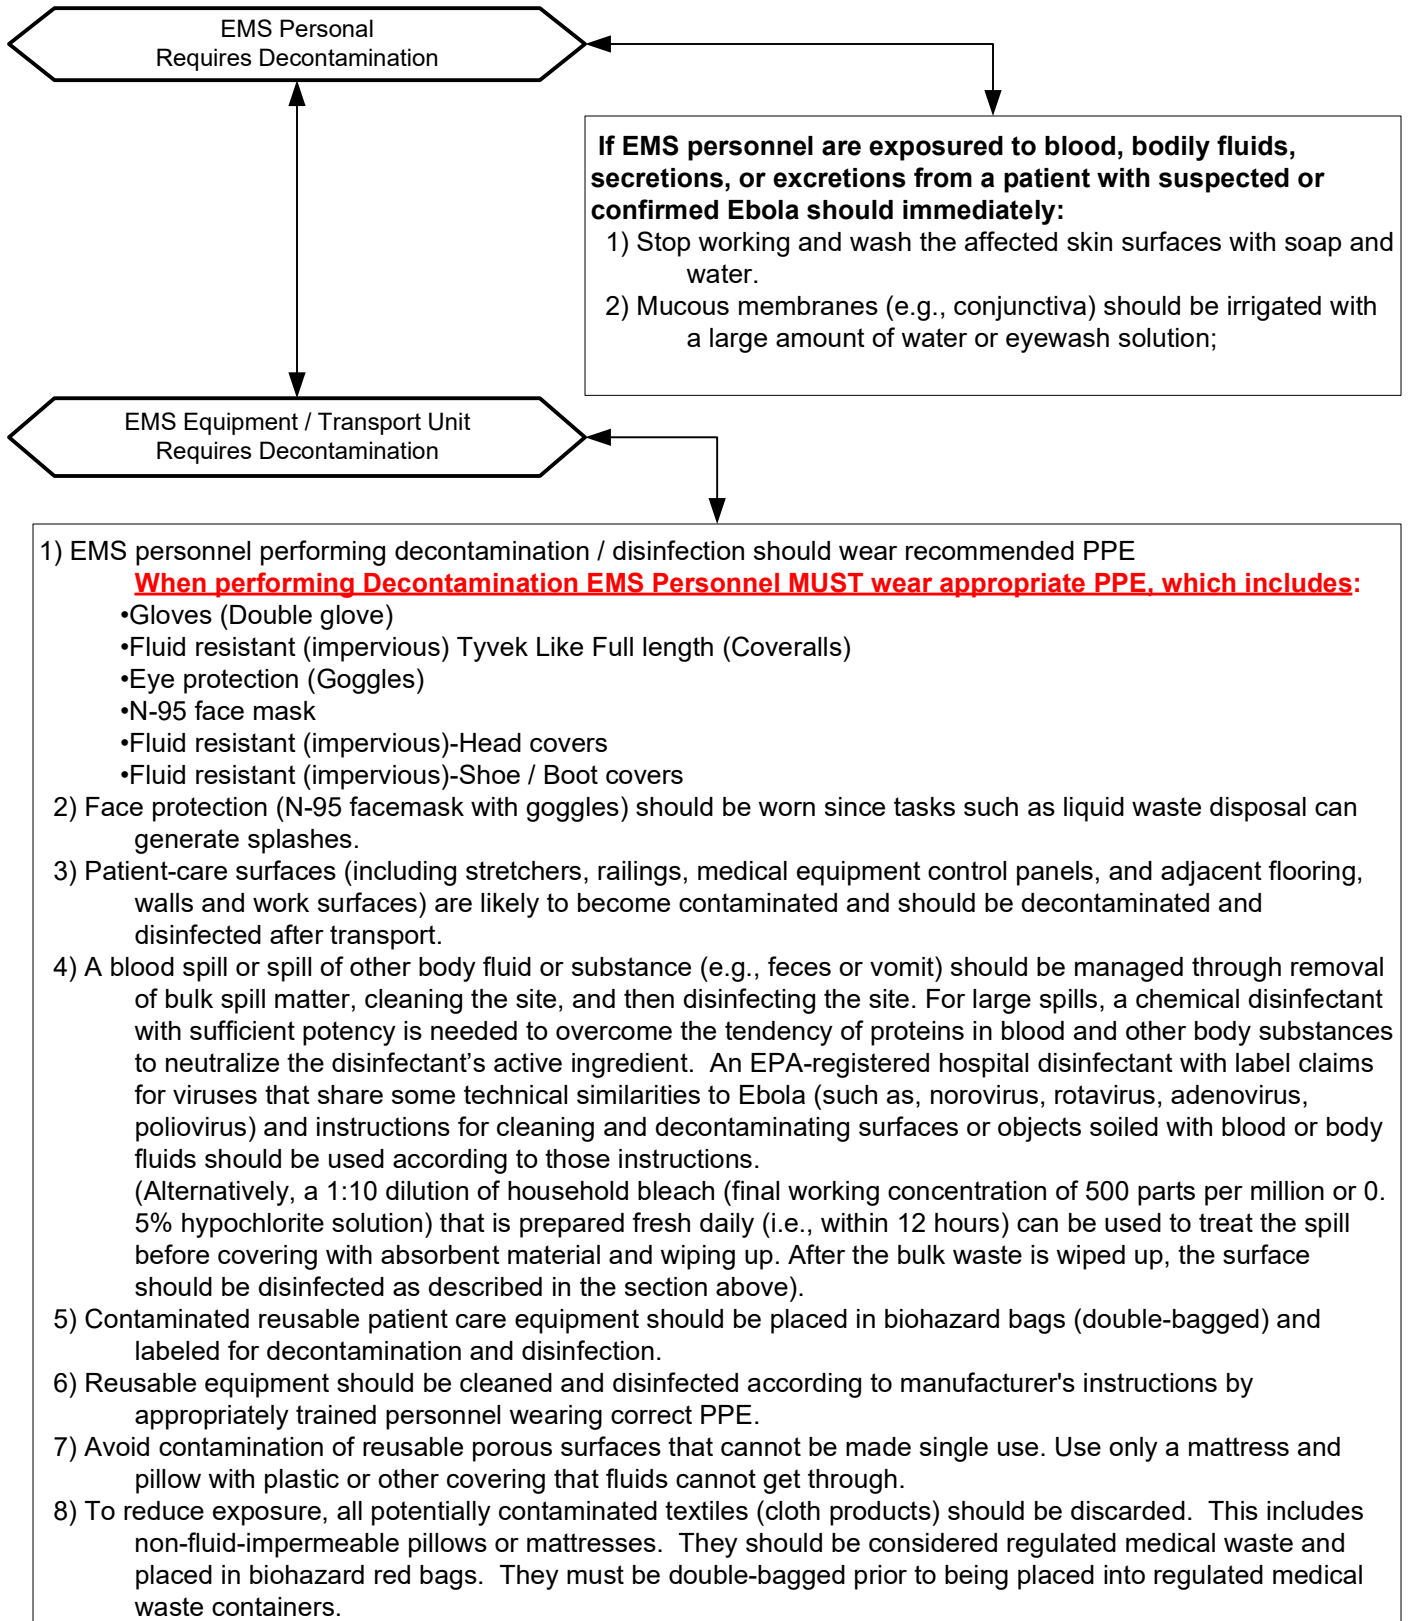 EMS Personal
Requires Decontamination
If EMS personnel are exposured to blood, bodily fluids,
secretions, or excretions from a patient with suspected or
confirmed Ebola should immediately:
1) Stop working and wash the affected skin surfaces with soap and
water.
2) Mucous membranes (e.g., conjunctiva) should be irrigated with
a large amount of water or eyewash solution;
EMS Equipment / Transport Unit
Requires Decontamination
1) EMS personnel performing decontamination / disinfection should wear recommended PPE
When performing Decontamination EMS Personnel MUST wear appropriate PPE, which includes:
•Gloves (Double glove)
•Fluid resistant (impervious) Tyvek Like Full length (Coveralls)
•Eye protection (Goggles)
•N-95 face mask
•Fluid resistant (impervious)-Head covers
•Fluid resistant (impervious)-Shoe / Boot covers
2) Face protection (N-95 facemask with goggles) should be worn since tasks such as liquid waste disposal can
generate splashes.
3) Patient-care surfaces (including stretchers, railings, medical equipment control panels, and adjacent flooring,
walls and work surfaces) are likely to become contaminated and should be decontaminated and
disinfected after transport.
4) A blood spill or spill of other body fluid or substance (e.g., feces or vomit) should be managed through removal
of bulk spill matter, cleaning the site, and then disinfecting the site. For large spills, a chemical disinfectant
with sufficient potency is needed to overcome the tendency of proteins in blood and other body substances
to neutralize the disinfectant’s active ingredient.  An EPA-registered hospital disinfectant with label claims
for viruses that share some technical similarities to Ebola (such as, norovirus, rotavirus, adenovirus,
poliovirus) and instructions for cleaning and decontaminating surfaces or objects soiled with blood or body
fluids should be used according to those instructions.
(Alternatively, a 1:10 dilution of household bleach (final working concentration of 500 parts per million or 0.
5% hypochlorite solution) that is prepared fresh daily (i.e., within 12 hours) can be used to treat the spill
before covering with absorbent material and wiping up. After the bulk waste is wiped up, the surface
should be disinfected as described in the section above).
5) Contaminated reusable patient care equipment should be placed in biohazard bags (double-bagged) and
labeled for decontamination and disinfection.
6) Reusable equipment should be cleaned and disinfected according to manufacturer's instructions by
appropriately trained personnel wearing correct PPE.
7) Avoid contamination of reusable porous surfaces that cannot be made single use. Use only a mattress and
pillow with plastic or other covering that fluids cannot get through.
8) To reduce exposure, all potentially contaminated textiles (cloth products) should be discarded.  This includes
non-fluid-impermeable pillows or mattresses.  They should be considered regulated medical waste and
placed in biohazard red bags.  They must be double-bagged prior to being placed into regulated medical
waste containers.